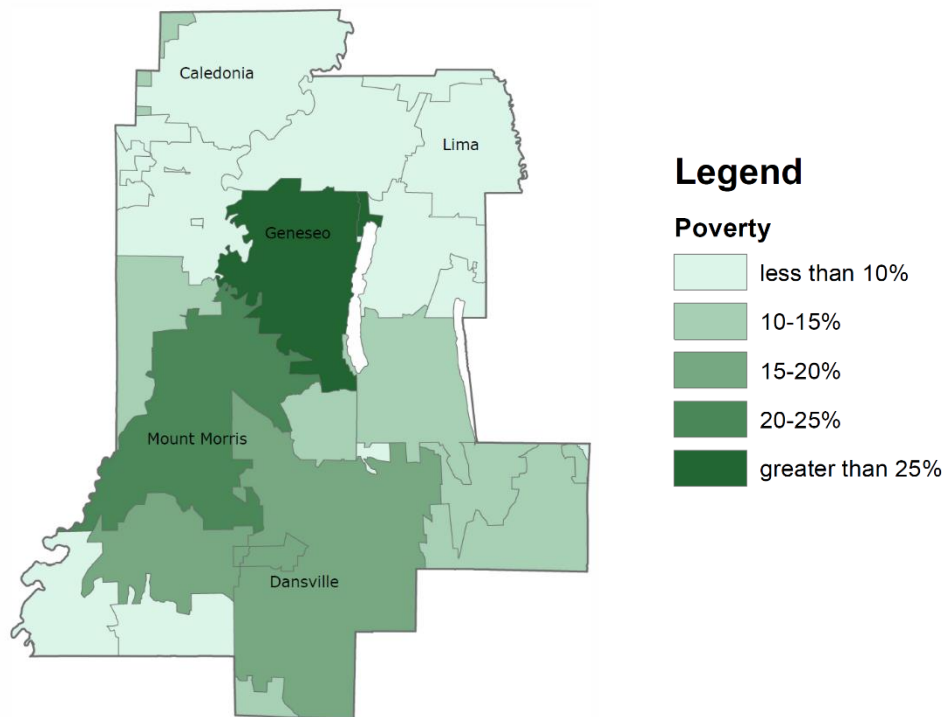 Caledonia
Lima
Geneseo
Mount Morris
Dansville
Legend
Poverty
less than 10%
10-15%
15-20%
20-25%
greater than 25%